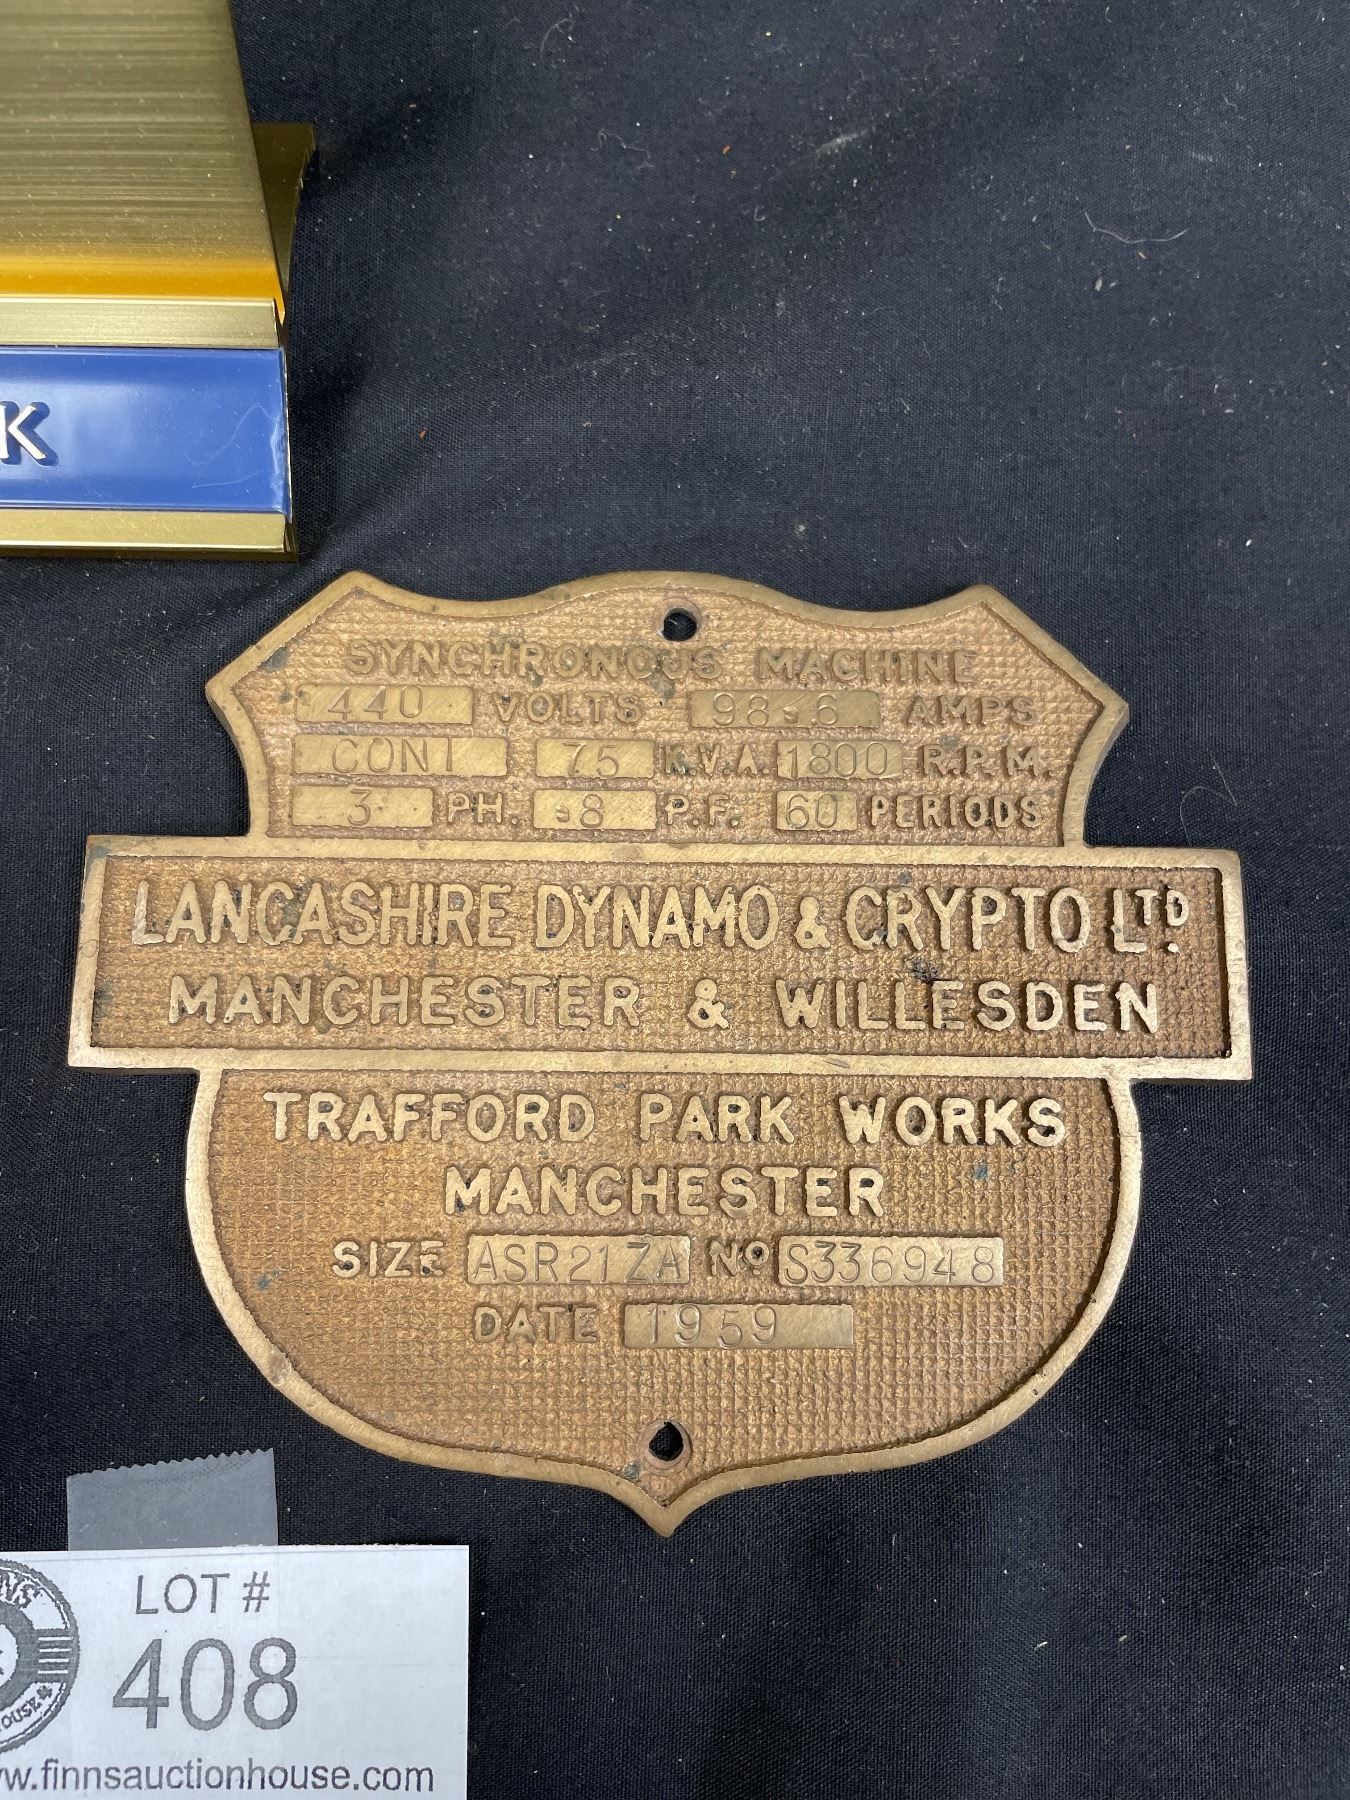 K
SYNCHRONOUS MACHINE
440 VOLTS 98.6 AMPS
CONT 75 K.V.A. 1800 R.P.M.
3 PH. .8 P.F. 60 PERIODS
LANCASHIRE DYNAMO & CRYPTO LTD.
MANCHESTER & WILLESDEN
TRAFFORD PARK WORKS
MANCHESTER
SIZE ASR21ZA No S336948
DATE 1959
LOT #
408
w.finnsauctionhouse.com